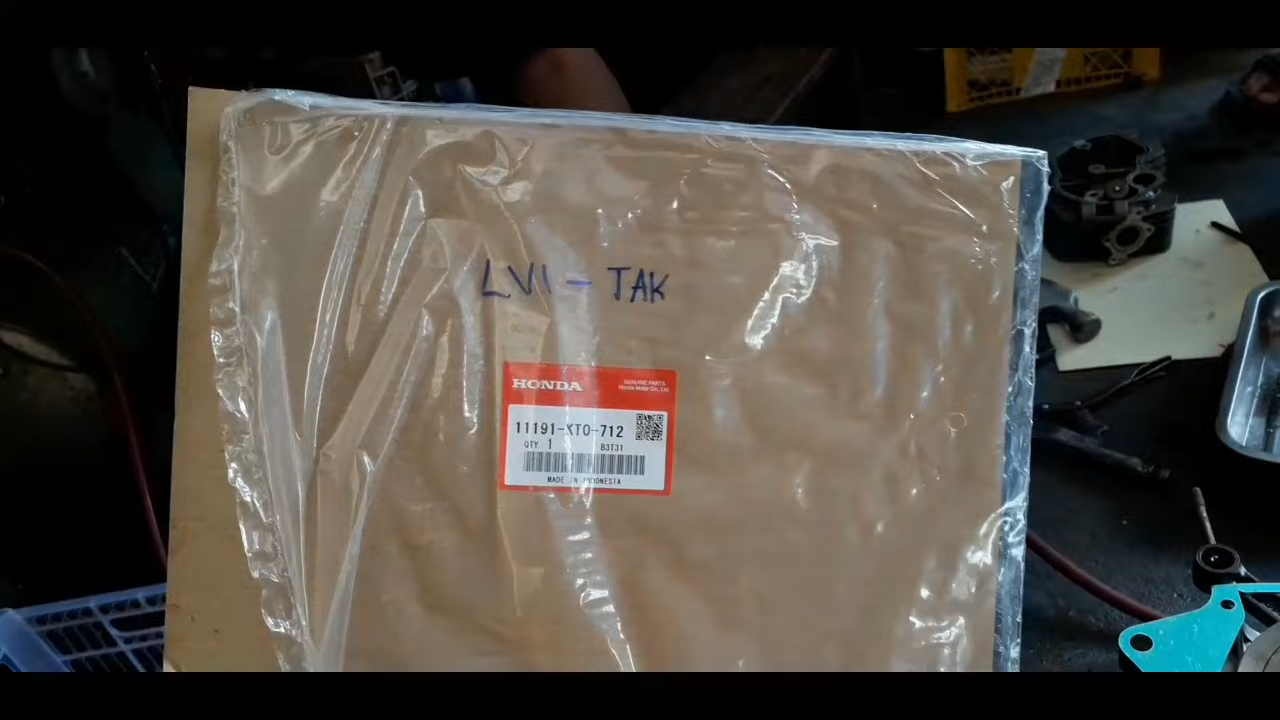 LVI - TAK
HONDA
GENUINE PARTS
Honda Motor Co., Ltd.
11191-KT0-712
QTY 1 B3T31
MADE IN INDONESIA